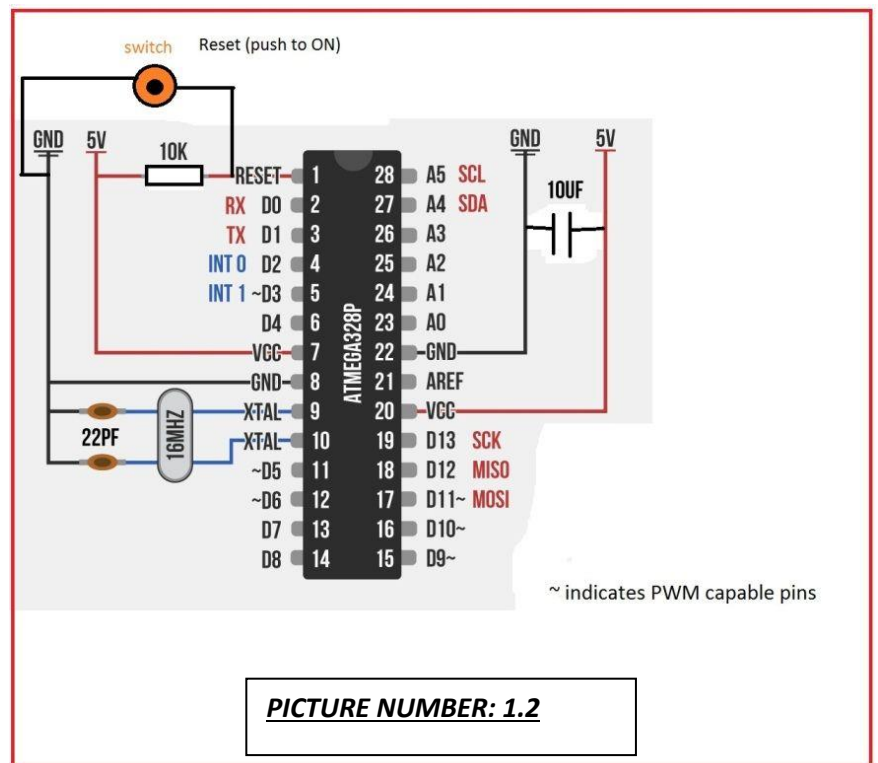 switch Reset (push to ON)
GND 5V 10K GND 5V
10UF
RESET 1 28 A5 SCL
RX D0 2 27 A4 SDA
TX D1 3 26 A3
INT 0 D2 4 25 A2
INT 1 ~D3 5 24 A1
D4 6 23 A0
VCC 7 22 GND
GND 8 21 AREF
XTAL 9 20 VCC
XTAL 10 19 D13 SCK
~D5 11 18 D12 MISO
~D6 12 17 D11~ MOSI
D7 13 16 D10~
D8 14 15 D9~
ATMEGA328P
22PF
16MHZ
~ indicates PWM capable pins
PICTURE NUMBER: 1.2